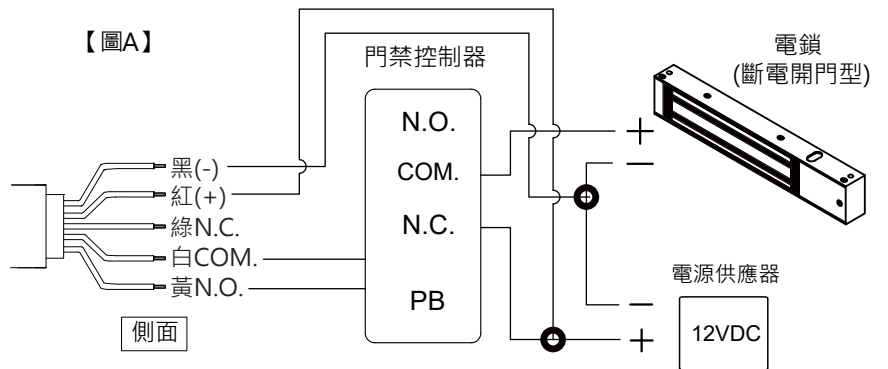 【圖A】
門禁控制器
電鎖
(斷電開門型)
N.O.
COM.
N.C.
PB
+
−
黑(-)
紅(+)
綠N.C.
白COM.
黃N.O.
側面
電源供應器
−
+
12VDC